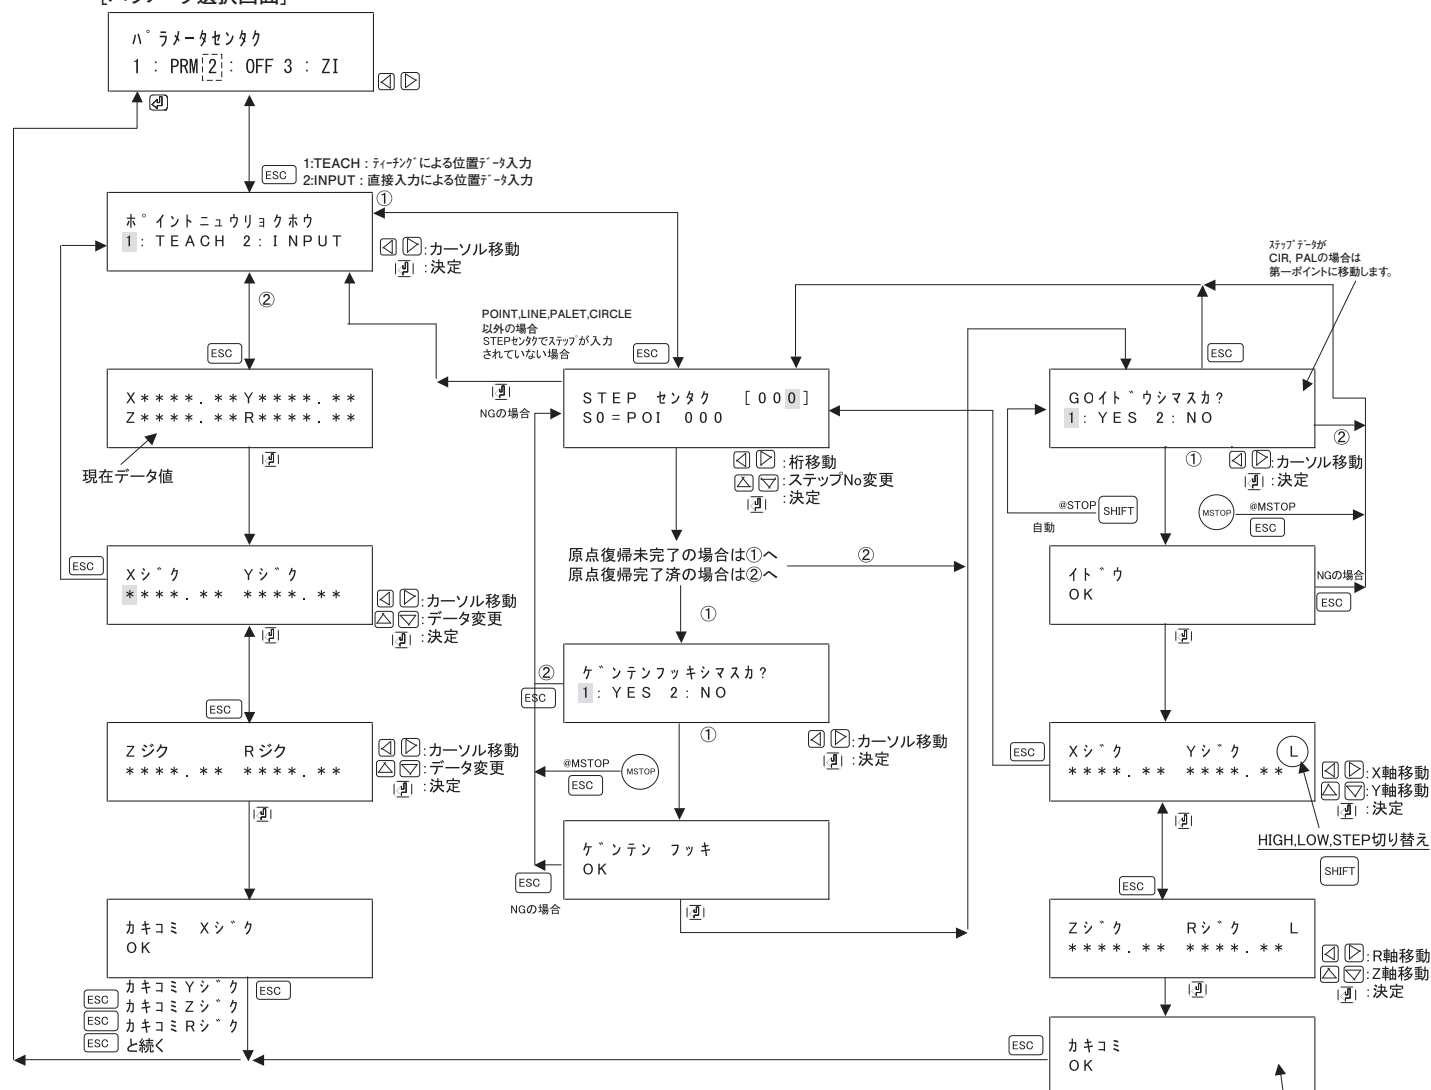 [パラメータ選択画面]
ハ゜ラメータセンタク
1 : PRM 2 : OFF 3 : ZI
ESC
1:TEACH : ティーチングによる位置データ入力
2:INPUT : 直接入力による位置データ入力
①
ホ゜イントニュウリョクホウ
1: TEACH 2: INPUT
:カーソル移動
:決定
②
ESC
X****.**Y****.**
Z****.**R****.**
現在データ値
ESC
Xシ゛ク Yシ゛ク
****.** ****.**
:カーソル移動
:データ変更
:決定
ESC
Zジク Rジク
****.** ****.**
:カーソル移動
:データ変更
:決定
カキコミ Xシ゛ク
OK
ESC カキコミYシ゛ク ESC
ESC カキコミZシ゛ク
ESC カキコミRシ゛ク
と続く
POINT,LINE,PALET,CIRCLE
以外の場合
STEPセンタクでステップが入力
されていない場合
ESC
NGの場合
STEP センタク [000]
S0=POI 000
:桁移動
:ステップNo変更
:決定
原点復帰未完了の場合は①へ
原点復帰完了済の場合は②へ
②
①
②
ESC
ケ゛ンテンフッキシマスカ?
1: YES 2: NO
①
:カーソル移動
:決定
@MSTOP
ESC
MSTOP
ケ゛ンテン フッキ
OK
ESC
NGの場合
ステップデータが
CIR, PALの場合は
第一ポイントに移動します。
ESC
GOイト゛ウシマスカ?
1: YES 2: NO
②
①
:カーソル移動
:決定
@STOP
SHIFT
自動
MSTOP
@MSTOP
ESC
イト゛ウ
OK
NGの場合
ESC
ESC
Xシ゛ク Yシ゛ク L
****.** ****.**
:X軸移動
:Y軸移動
:決定
HIGH,LOW,STEP切り替え
SHIFT
ESC
Zシ゛ク Rシ゛ク L
****.** ****.**
:R軸移動
:Z軸移動
:決定
ESC
カキコミ
OK